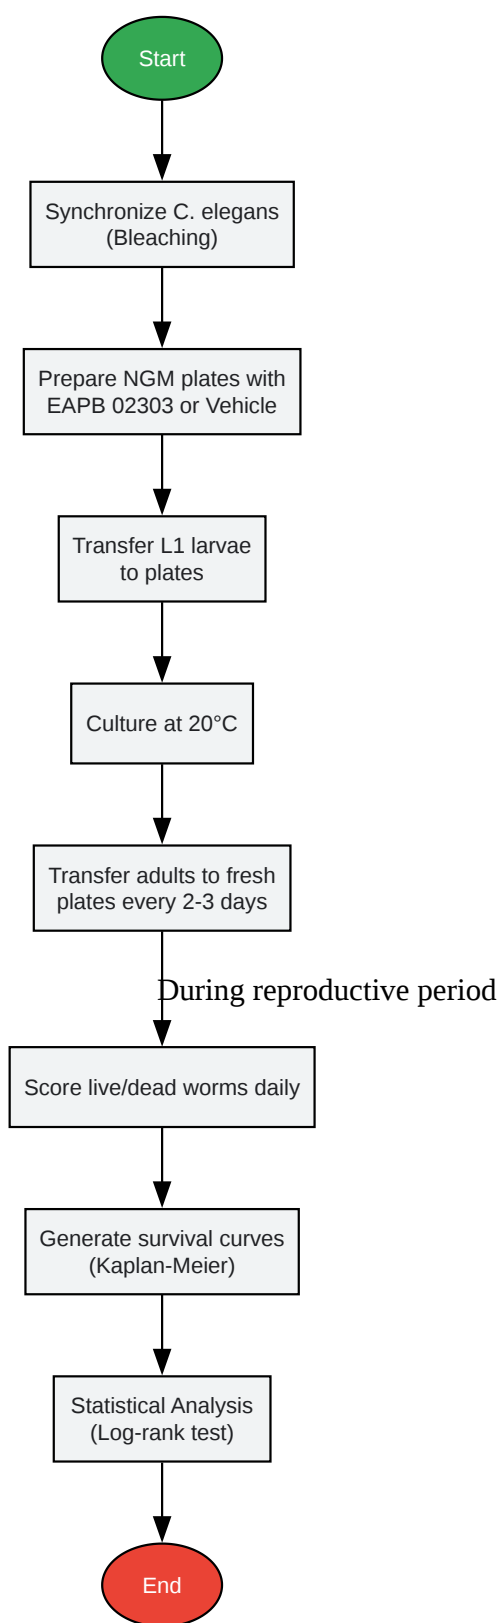 Start
Synchronize C. elegans
(Bleaching)
Prepare NGM plates with
EAPB 02303 or Vehicle
Transfer L1 larvae
to plates
Culture at 20°C
Transfer adults to fresh
plates every 2-3 days
During reproductive period
Score live/dead worms daily
Generate survival curves
(Kaplan-Meier)
Statistical Analysis
(Log-rank test)
End